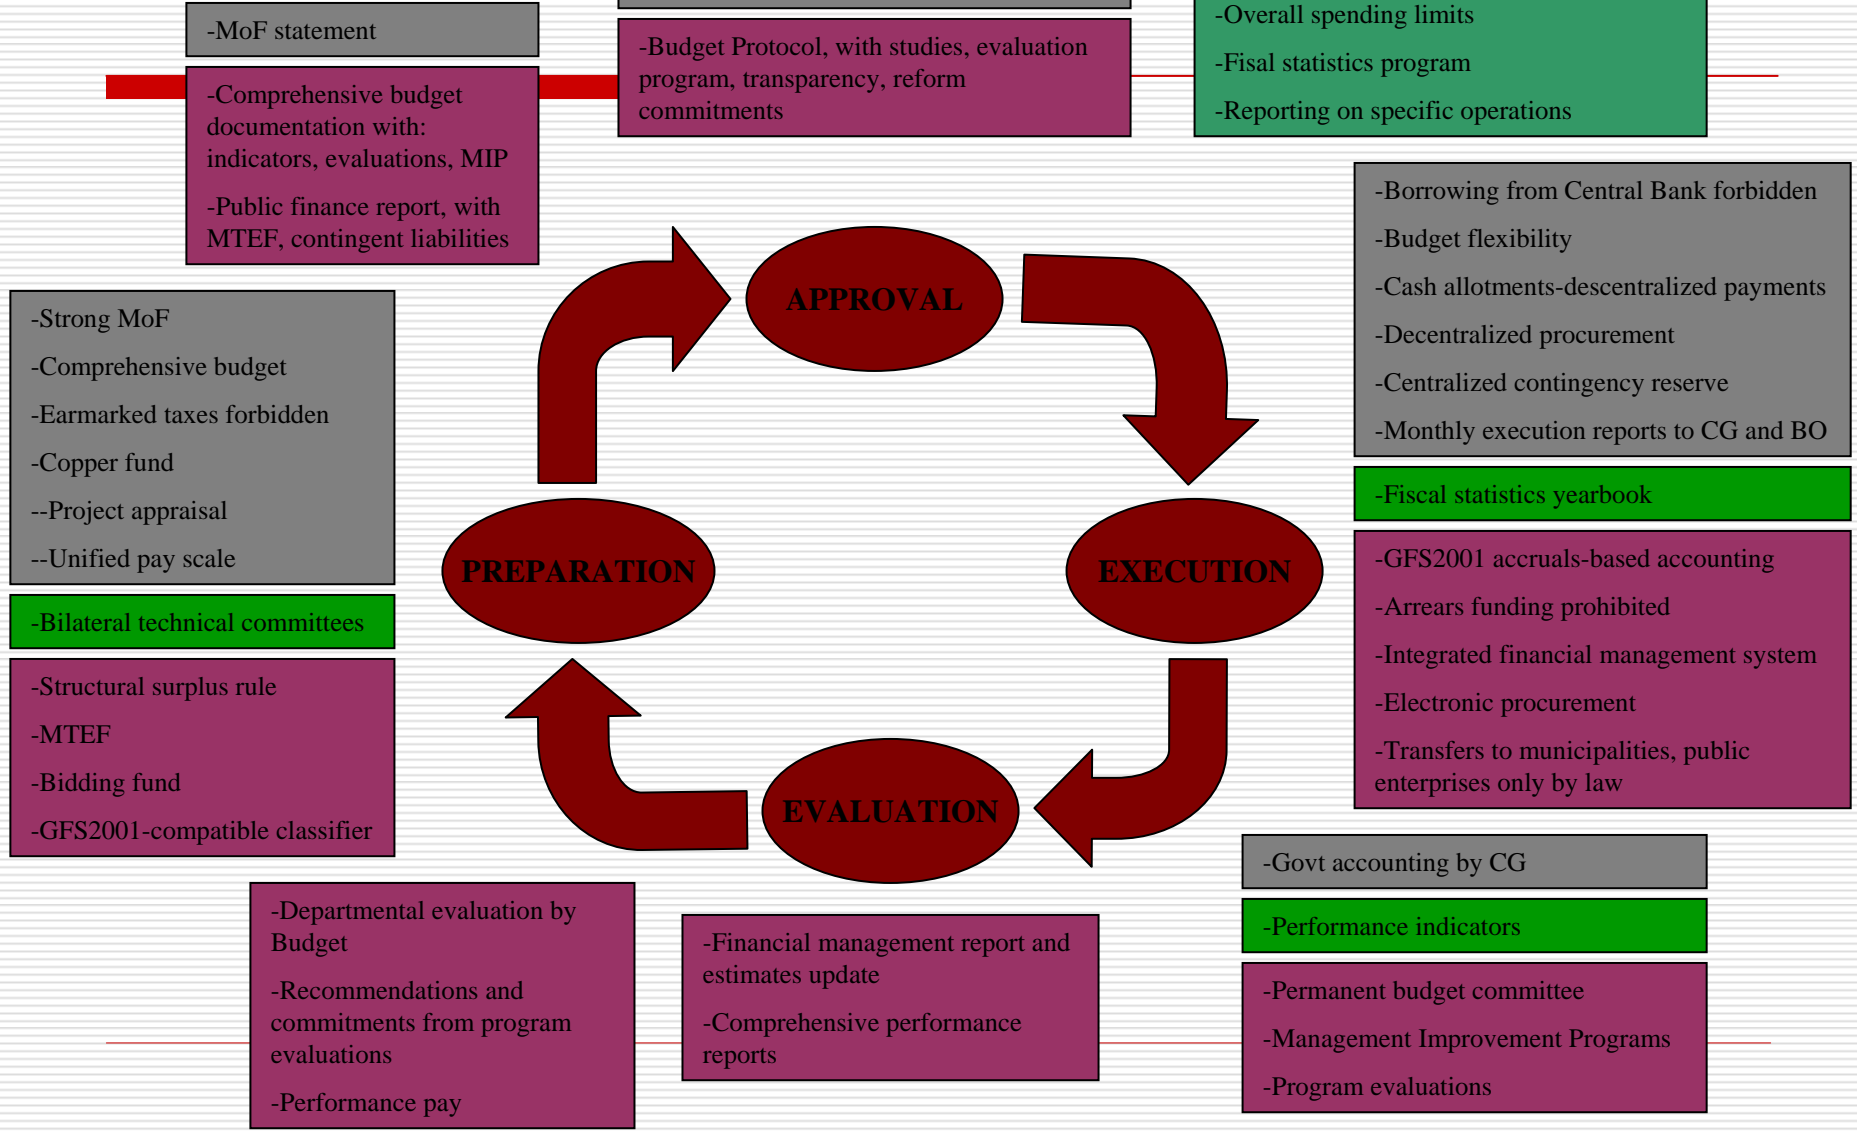 -MoF statement
-Comprehensive budget
documentation with:
indicators, evaluations, MIP
-Public finance report, with
MTEF, contingent liabilities
-Budget Protocol, with studies, evaluation
program, transparency, reform
commitments
-Overall spending limits
-Fisal statistics program
-Reporting on specific operations
-Borrowing from Central Bank forbidden
-Budget flexibility
-Cash allotments-descentralized payments
-Decentralized procurement
-Centralized contingency reserve
-Monthly execution reports to CG and BO
-Fiscal statistics yearbook
-GFS2001 accruals-based accounting
-Arrears funding prohibited
-Integrated financial management system
-Electronic procurement
-Transfers to municipalities, public
enterprises only by law
-Strong MoF
-Comprehensive budget
-Earmarked taxes forbidden
-Copper fund
--Project appraisal
--Unified pay scale
-Bilateral technical committees
-Structural surplus rule
-MTEF
-Bidding fund
-GFS2001-compatible classifier
APPROVAL
PREPARATION
EXECUTION
EVALUATION
-Departmental evaluation by
Budget
-Recommendations and
commitments from program
evaluations
-Performance pay
-Financial management report and
estimates update
-Comprehensive performance
reports
-Govt accounting by CG
-Performance indicators
-Permanent budget committee
-Management Improvement Programs
-Program evaluations